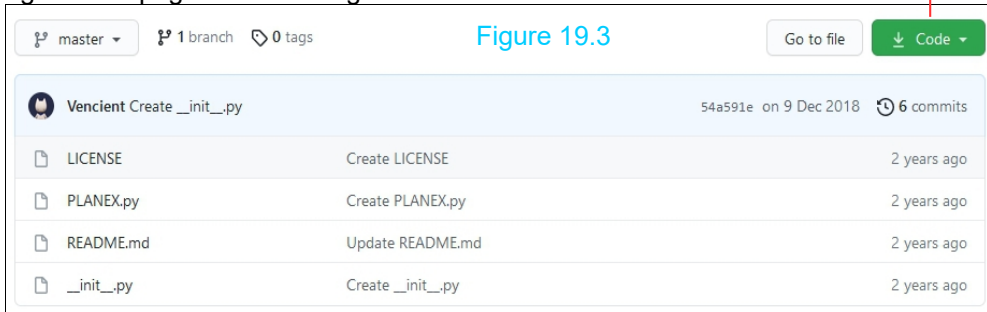 master 1 branch 0 tags Figure 19.3 Go to file Code
Vencient Create __init__.py 54a591e on 9 Dec 2018 6 commits
LICENSE Create LICENSE 2 years ago
PLANEX.py Create PLANEX.py 2 years ago
README.md Update README.md 2 years ago
__init__.py Create __init__.py 2 years ago